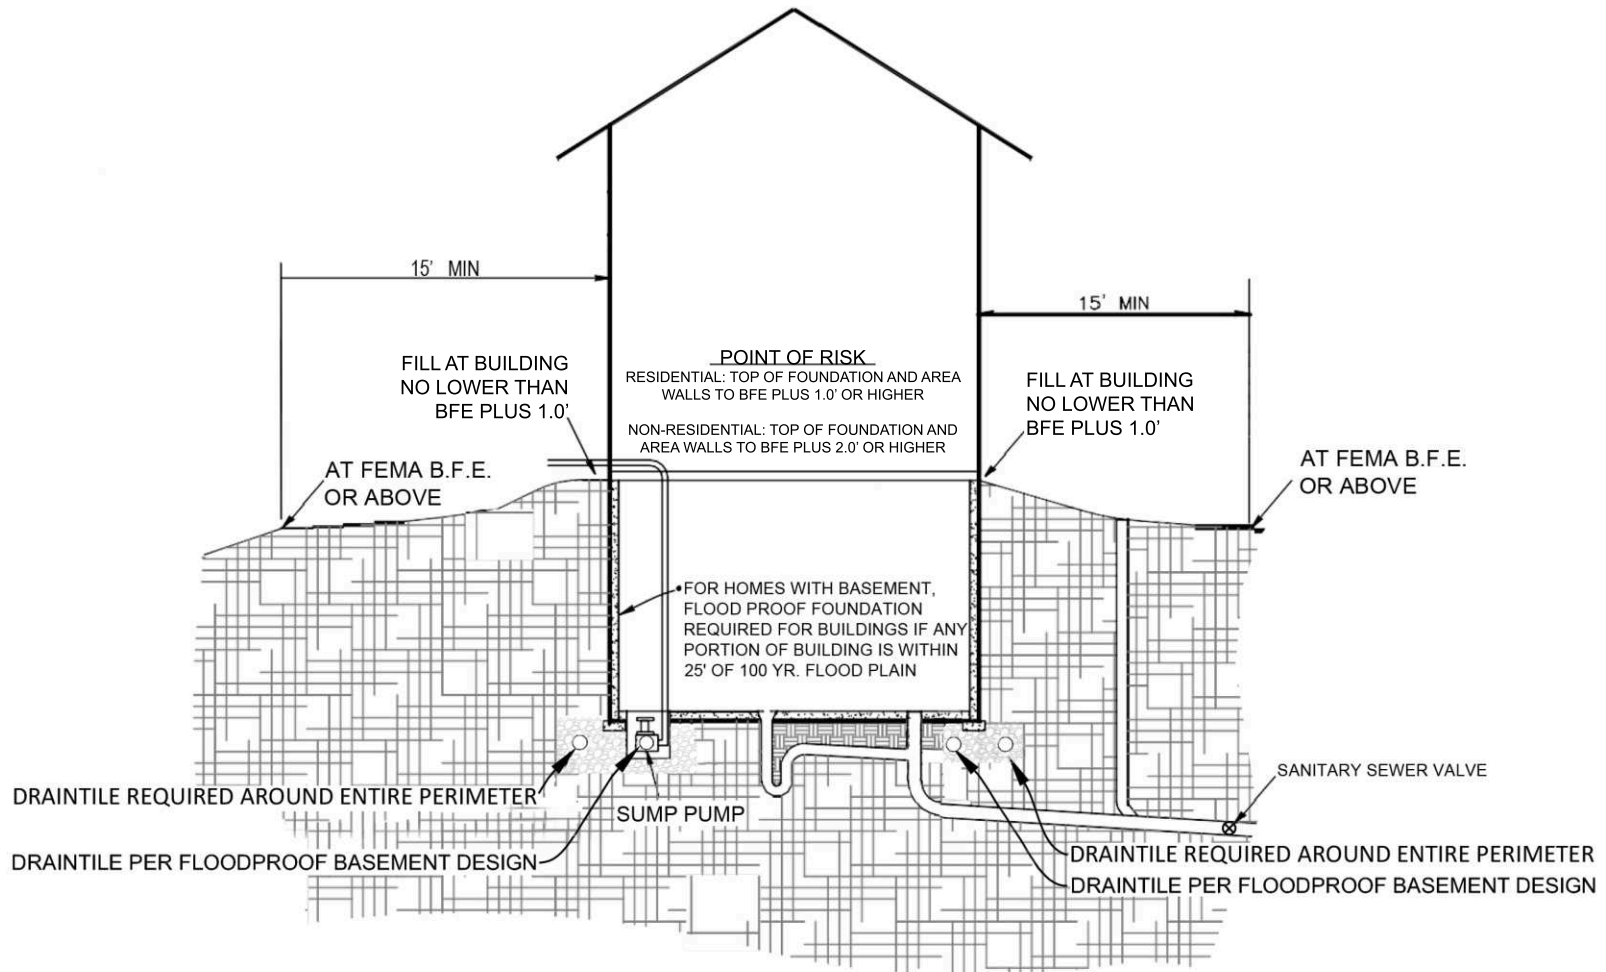 15' MIN
15' MIN
FILL AT BUILDING
NO LOWER THAN
BFE PLUS 1.0'
POINT OF RISK
RESIDENTIAL: TOP OF FOUNDATION AND AREA
WALLS TO BFE PLUS 1.0' OR HIGHER
NON-RESIDENTIAL: TOP OF FOUNDATION AND
AREA WALLS TO BFE PLUS 2.0' OR HIGHER
FILL AT BUILDING
NO LOWER THAN
BFE PLUS 1.0'
AT FEMA B.F.E.
OR ABOVE
AT FEMA B.F.E.
OR ABOVE
•FOR HOMES WITH BASEMENT,
FLOOD PROOF FOUNDATION
REQUIRED FOR BUILDINGS IF ANY
PORTION OF BUILDING IS WITHIN
25' OF 100 YR. FLOOD PLAIN
SANITARY SEWER VALVE
DRAINTILE REQUIRED AROUND ENTIRE PERIMETER
SUMP PUMP
DRAINTILE PER FLOODPROOF BASEMENT DESIGN
DRAINTILE REQUIRED AROUND ENTIRE PERIMETER
DRAINTILE PER FLOODPROOF BASEMENT DESIGN